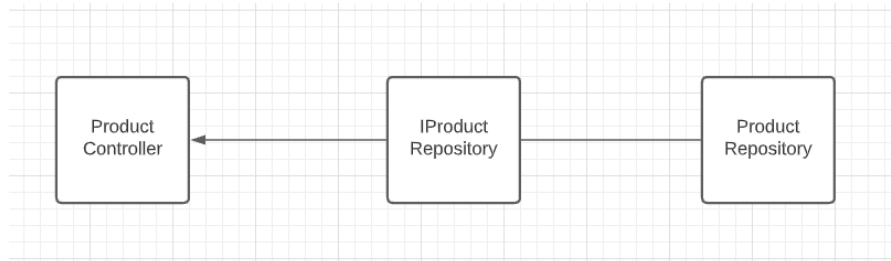 Product
Controller
IProduct
Repository
Product
Repository